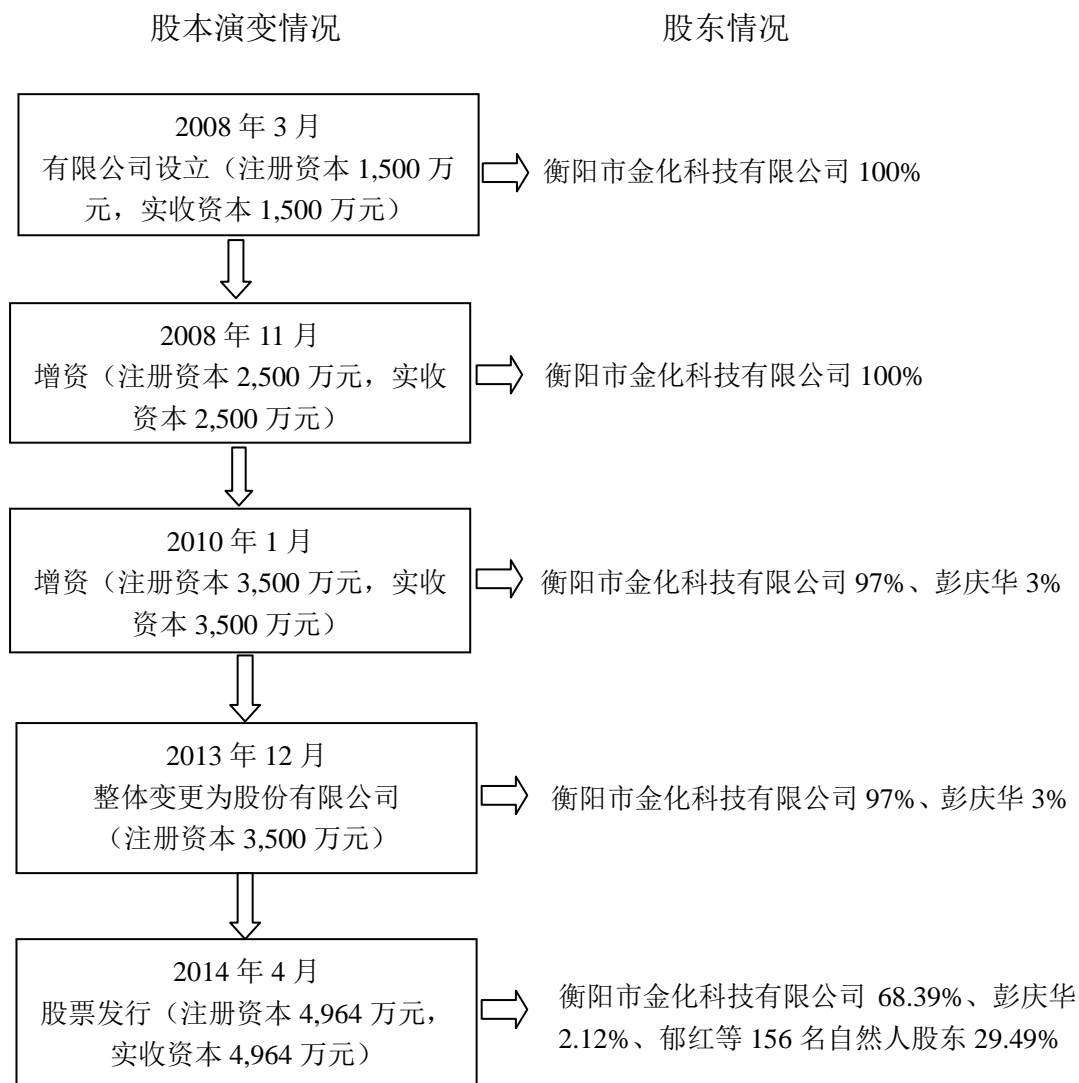 股本演变情况
股东情况
2008 年 3 月
有限公司设立（注册资本 1,500 万
元，实收资本 1,500 万元）
衡阳市金化科技有限公司 100%
2008 年 11 月
增资（注册资本 2,500 万元，实收
资本 2,500 万元）
衡阳市金化科技有限公司 100%
2010 年 1 月
增资（注册资本 3,500 万元，实收
资本 3,500 万元）
衡阳市金化科技有限公司 97%、彭庆华 3%
2013 年 12 月
整体变更为股份有限公司
（注册资本 3,500 万元）
衡阳市金化科技有限公司 97%、彭庆华 3%
2014 年 4 月
股票发行（注册资本 4,964 万元，
实收资本 4,964 万元）
衡阳市金化科技有限公司 68.39%、彭庆华
2.12%、郁红等 156 名自然人股东 29.49%